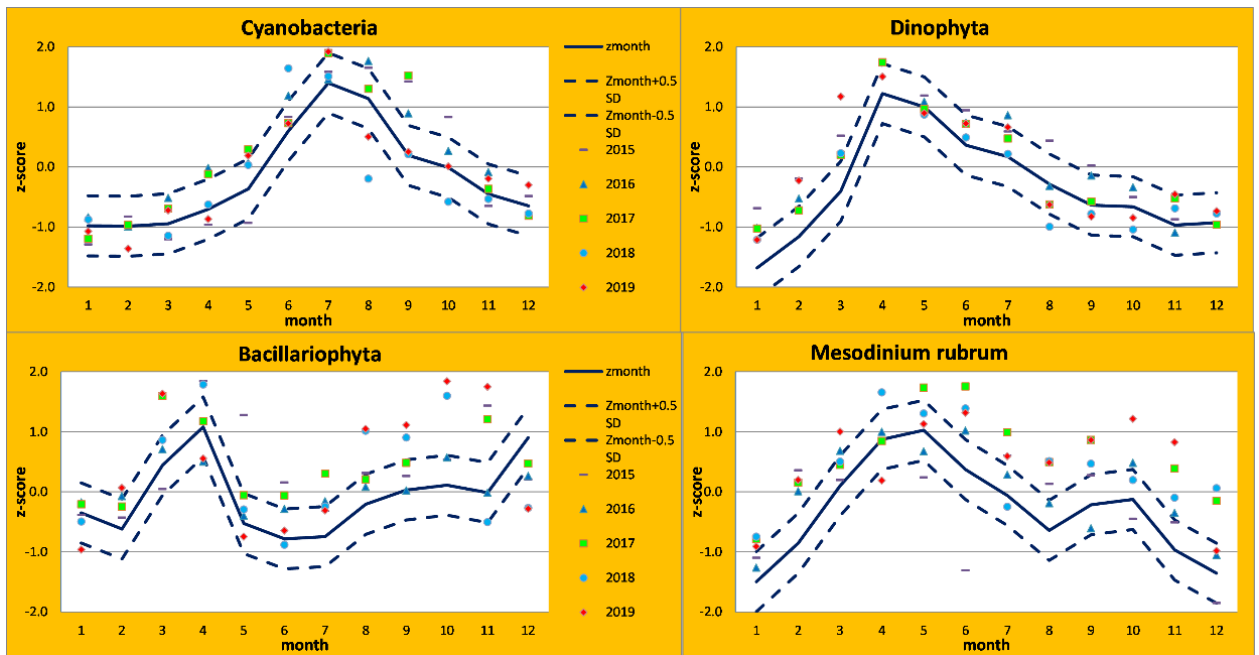 Cyanobacteria
2.0
1.0
0.0
-1.0
-2.0
z-score
1 2 3 4 5 6 7 8 9 10 11 12
month
zmonth
Zmonth+0.5
SD
Zmonth-0.5
SD
2015
2016
2017
2018
2019
Dinophyta
2.0
1.0
0.0
-1.0
-2.0
z-score
1 2 3 4 5 6 7 8 9 10 11 12
month
Bacillariophyta
2.0
1.0
0.0
-1.0
-2.0
z-score
1 2 3 4 5 6 7 8 9 10 11 12
month
zmonth
Zmonth+0.5
SD
Zmonth-0.5
SD
2015
2016
2017
2018
2019
Mesodinium rubrum
2.0
1.0
0.0
-1.0
-2.0
z-score
1 2 3 4 5 6 7 8 9 10 11 12
month